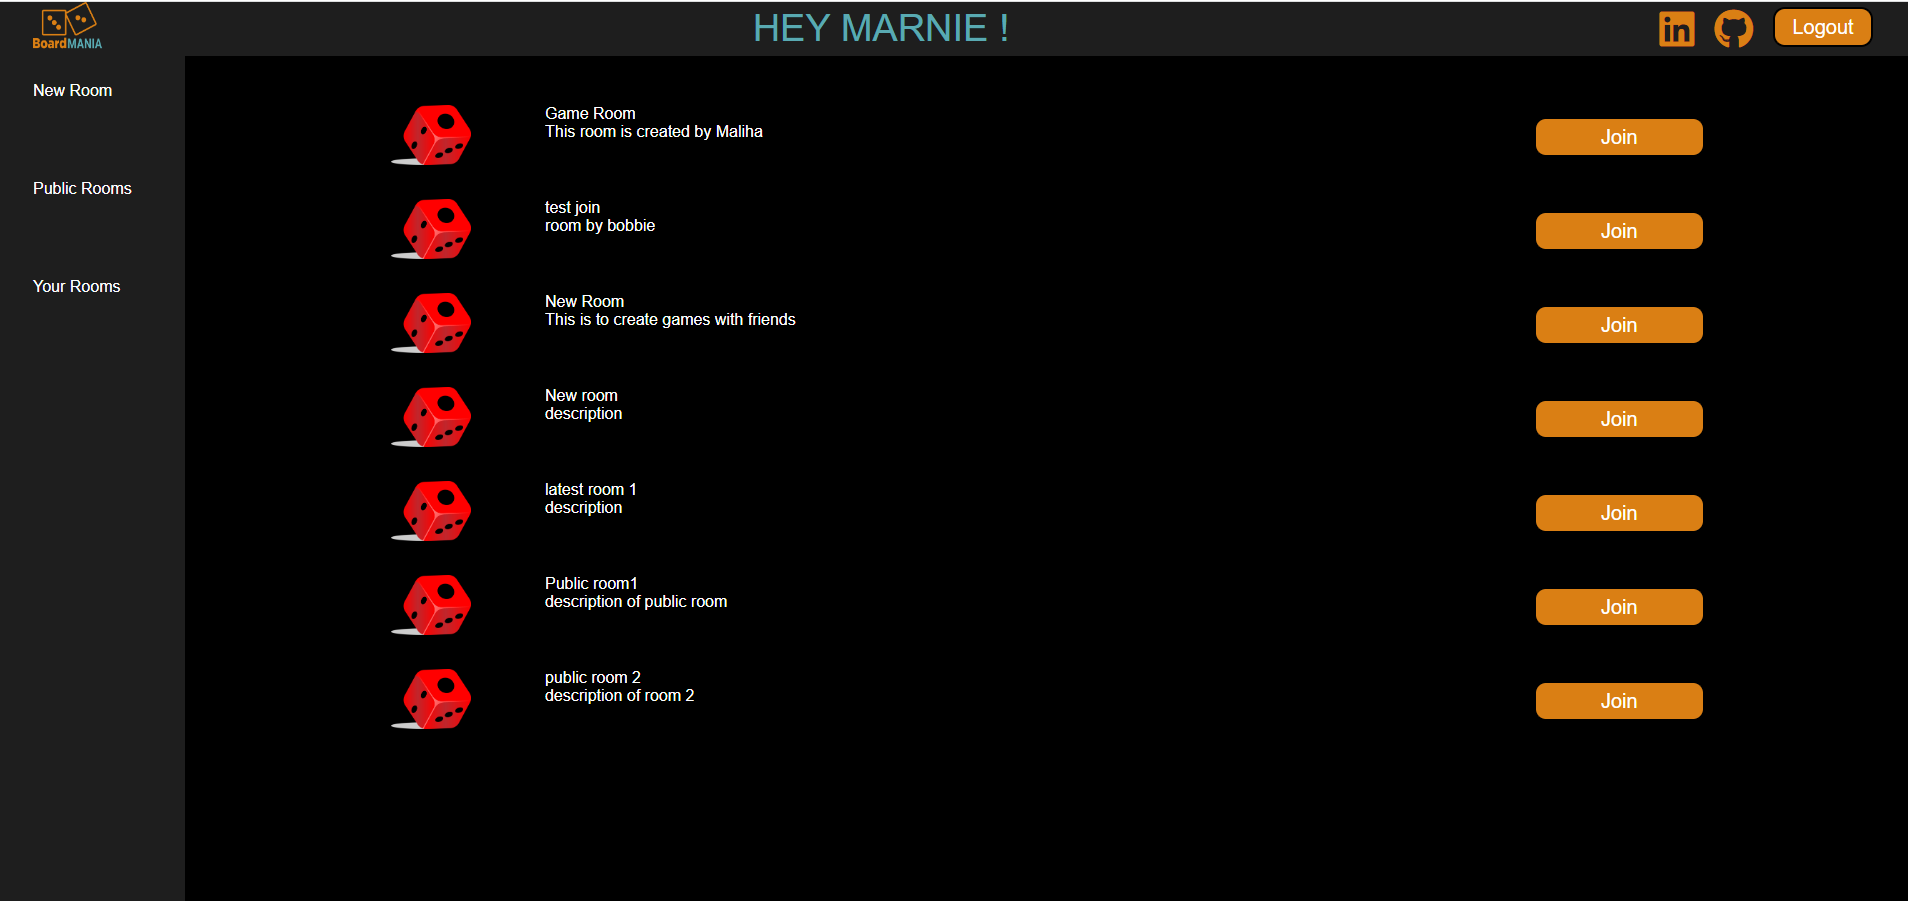 BoardMANIA
HEY MARNIE !
in
Logout
New Room
Public Rooms
Your Rooms
Game Room
This room is created by Maliha
Join
test join
room by bobbie
Join
New Room
This is to create games with friends
Join
New room
description
Join
latest room 1
description
Join
Public room1
description of public room
Join
public room 2
description of room 2
Join